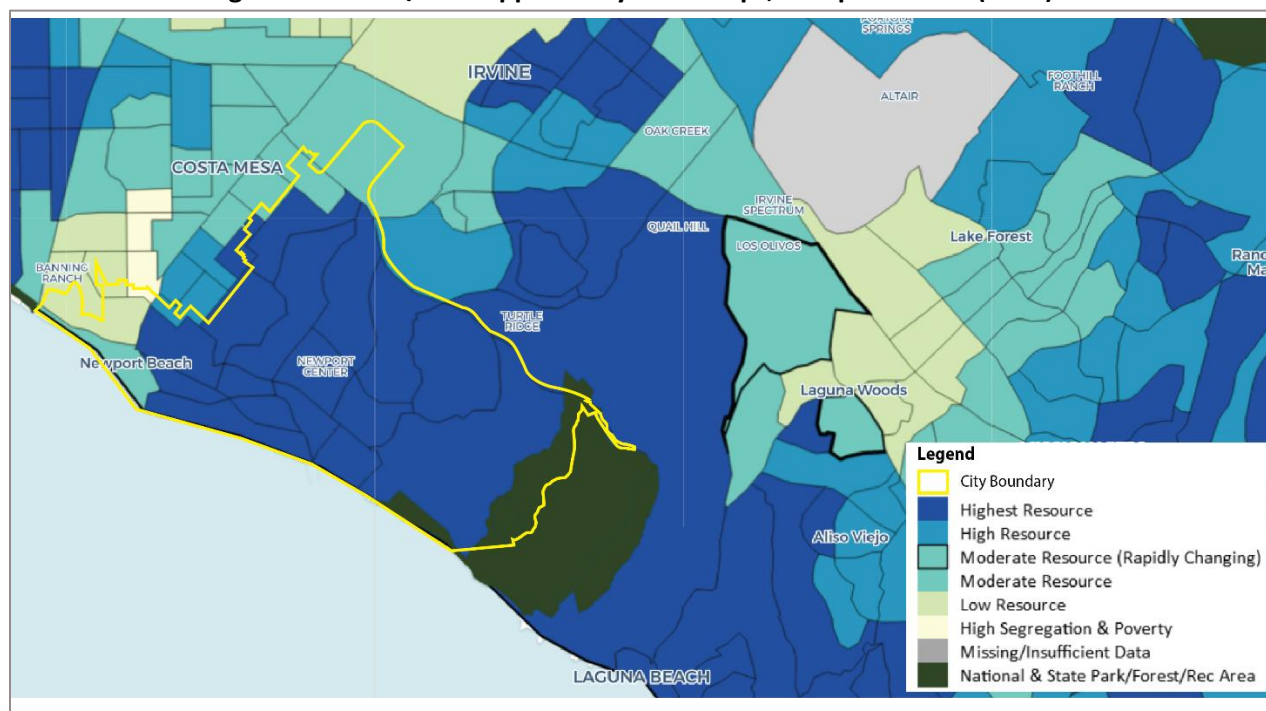 IRVINE
SPRINGS
FOOTHILL
RANCH
ALTAIR
OAK CREEK
COSTA MESA
IRVINE
SPECTRUM
QUAIL HILL
LOS OLIVOS
Lake Forest
BANNING
RANCH
TURTLE
RIDGE
Newport Beach
NEWPORT
CENTER
Laguna Woods
Aliso Viejo
LAGUNA BEACH
Legend
City Boundary
Highest Resource
High Resource
Moderate Resource (Rapidly Changing)
Moderate Resource
Low Resource
High Segregation & Poverty
Missing/Insufficient Data
National & State Park/Forest/Rec Area